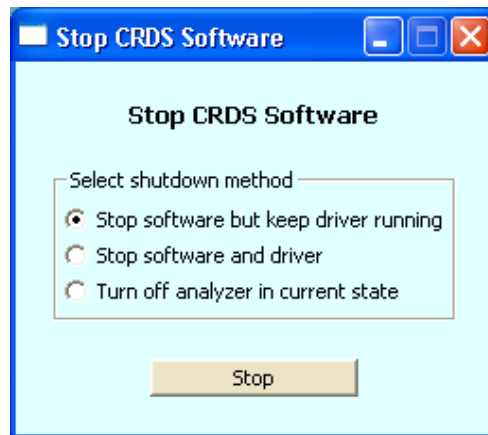 Stop CRDS Software
Stop CRDS Software
Select shutdown method
Stop software but keep driver running
Stop software and driver
Turn off analyzer in current state
Stop